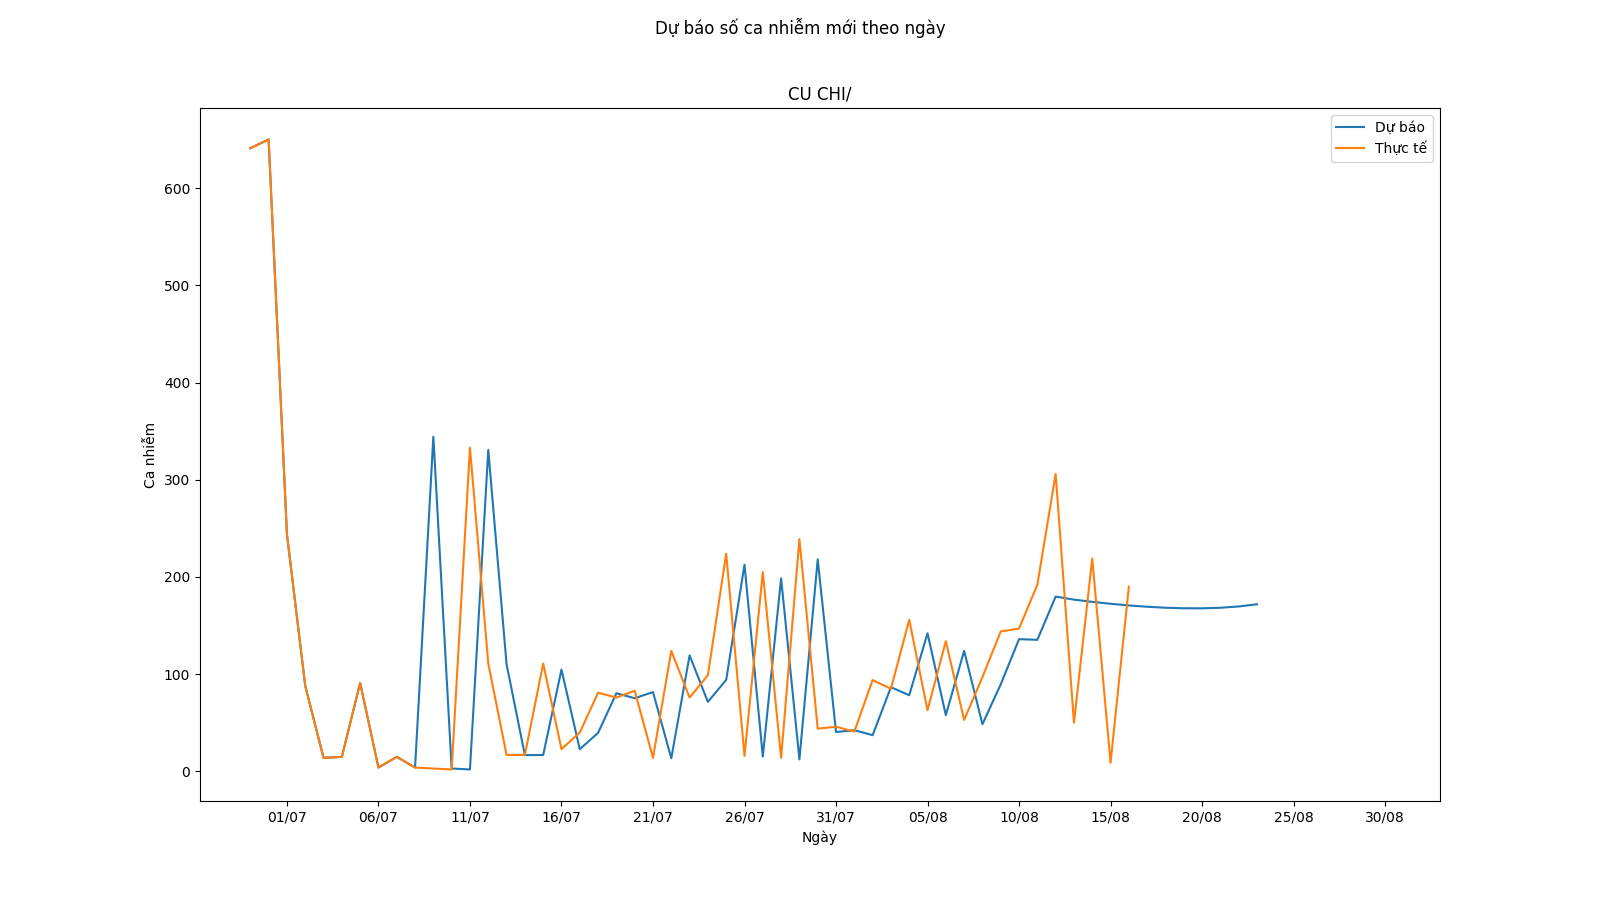 Dự báo số ca nhiễm mới theo ngày
CU CHI/
Dự báo
Thực tế
600
500
400
300
200
100
0
Ca nhiễm
01/07 06/07 11/07 16/07 21/07 26/07 31/07 05/08 10/08 15/08 20/08 25/08 30/08
Ngày